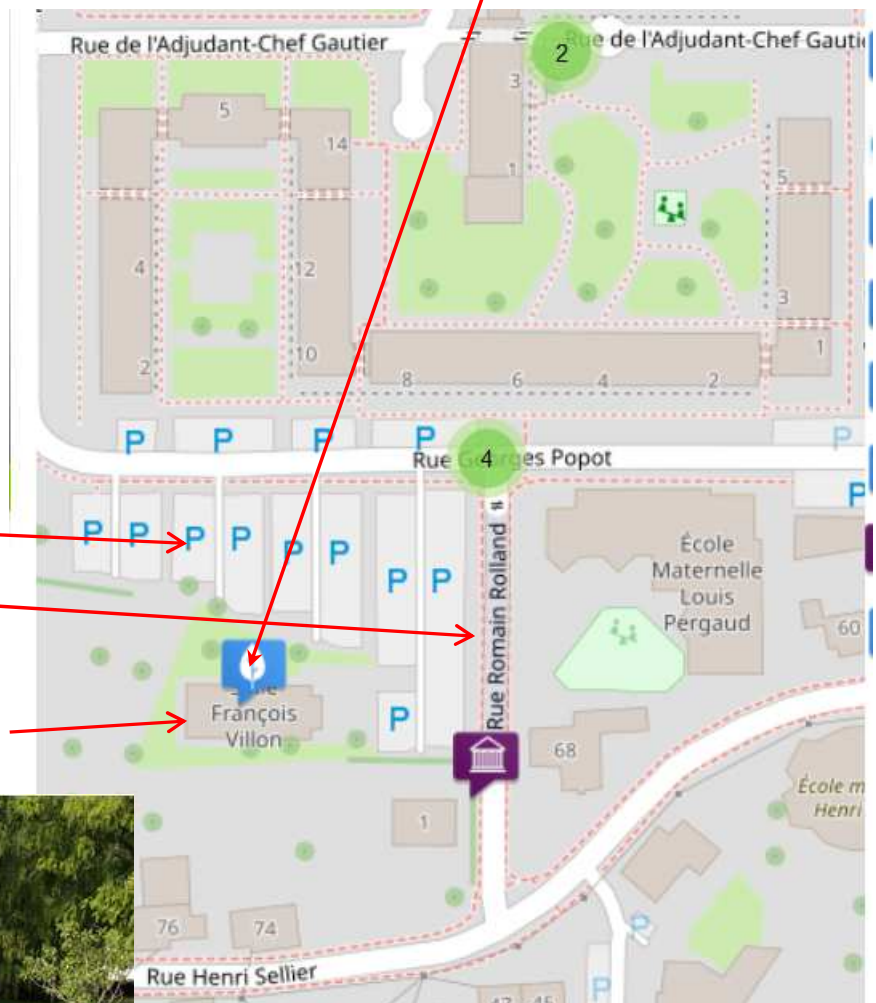 Rue de l'Adjudant-Chef Gautier
2
Rue de l'Adjudant-Chef
3
5
14
1
5
4
12
3
2
10
8
6
4
2
1
P
P
P
P
P
4
Rue Georges Popot
P
P
P
P
P
P
P
P
P
École
Maternelle
Louis
Pergaud
Rue Romain Rolland
60
François
Villon
P
68
École
Henri
1
76
74
P
P
Rue Henri Sellier